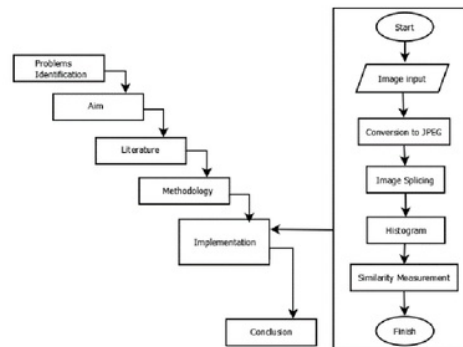 Problems
Identification
Aim
Literature
Methodology
Implementation
Conclusion
Start
Image input
Conversion to JPEG
Image Splicing
Histogram
Similarity Measurement
Finish